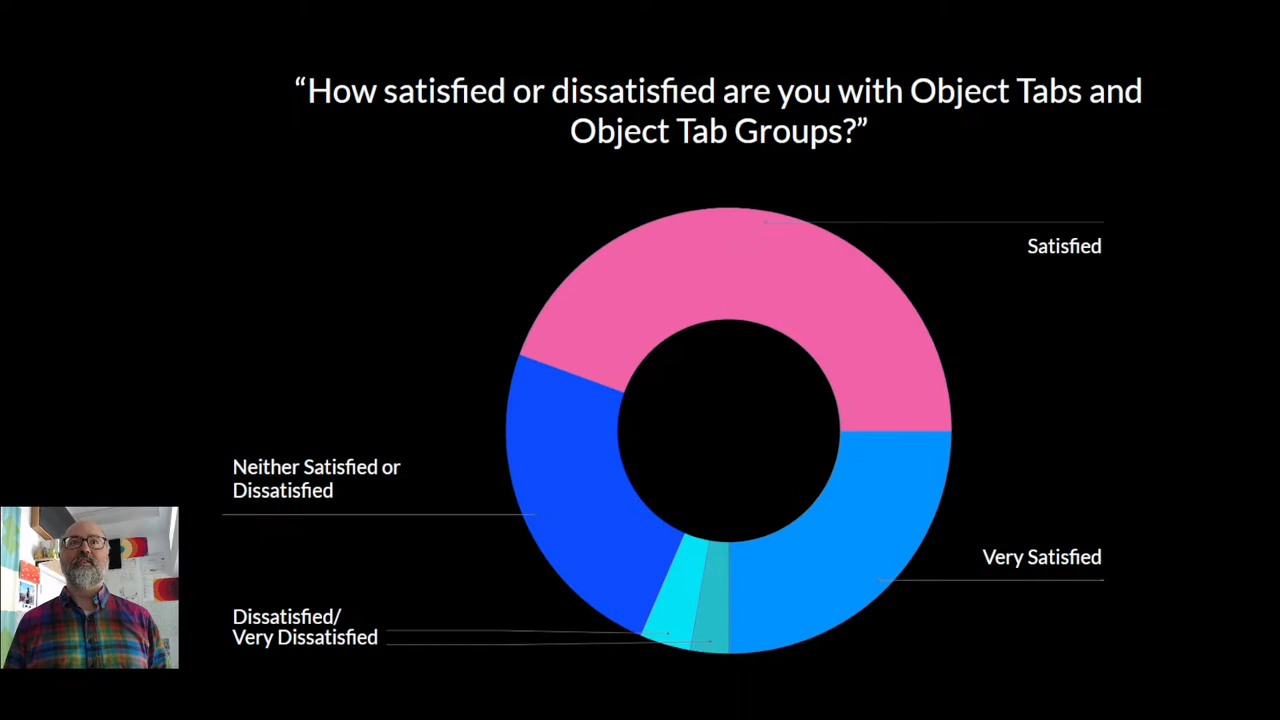 “How satisfied or dissatisfied are you with Object Tabs and
Object Tab Groups?”
Satisfied
Neither Satisfied or
Dissatisfied
Very Satisfied
Dissatisfied/
Very Dissatisfied